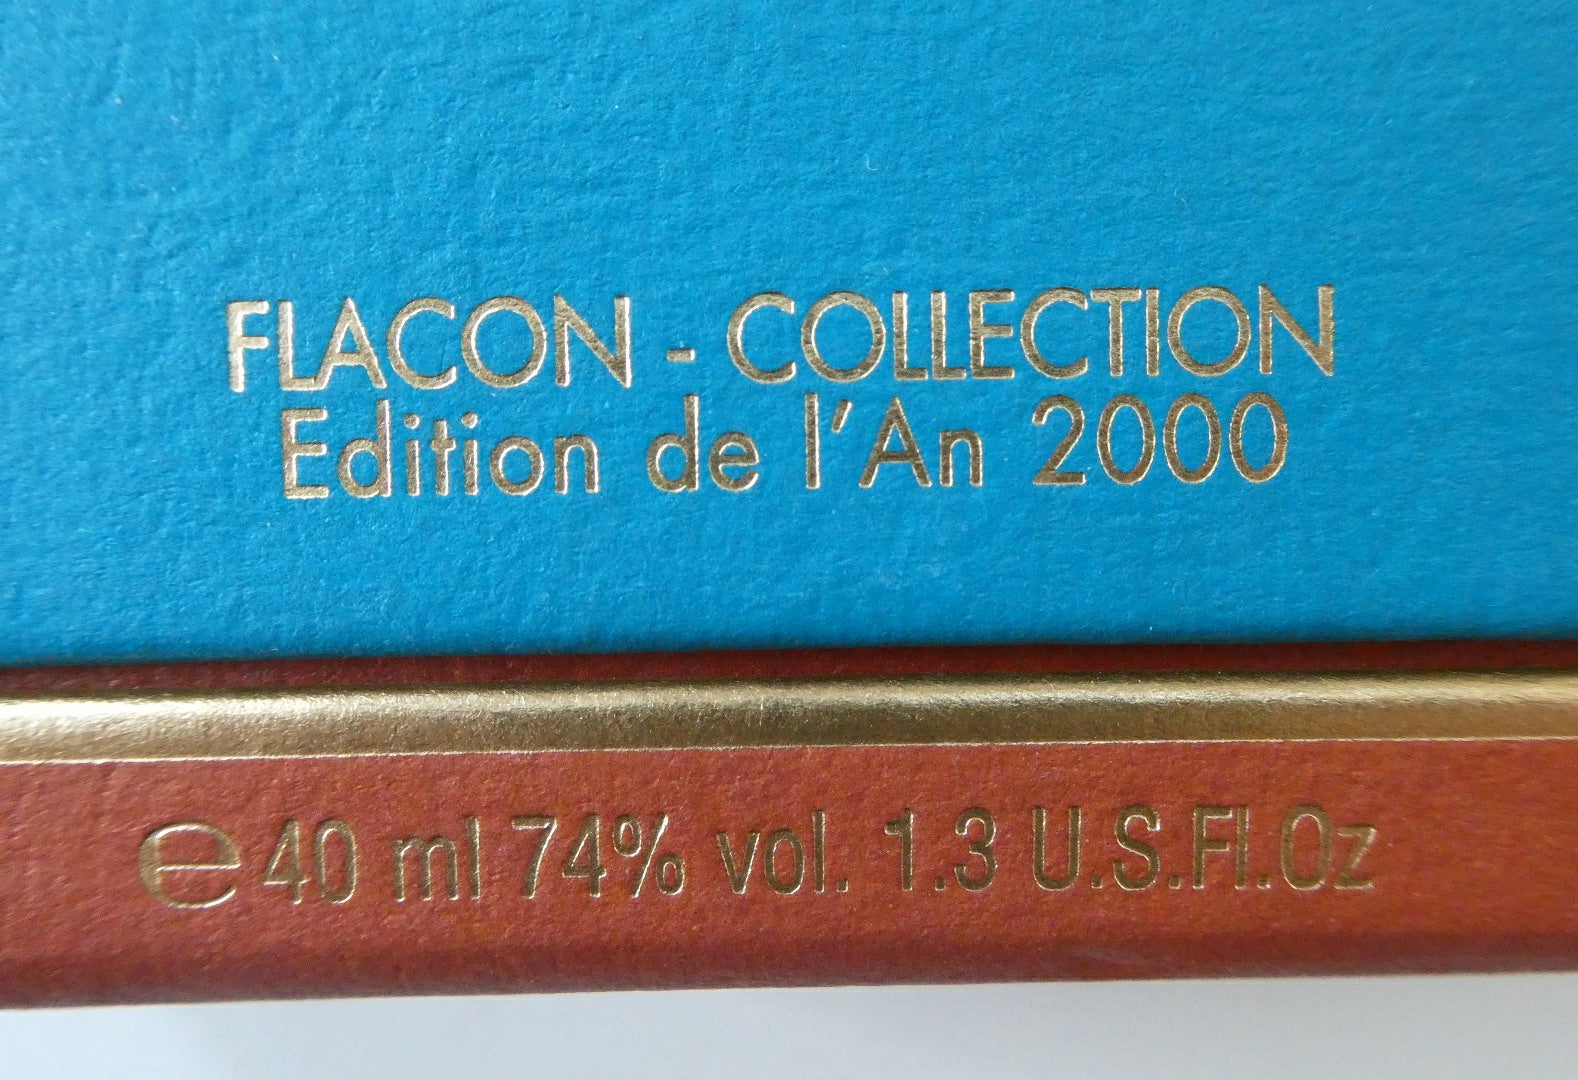 FLACON - COLLECTION
Edition de l'An 2000
℮ 40 ml 74% vol. 1.3 U.S.Fl.Oz